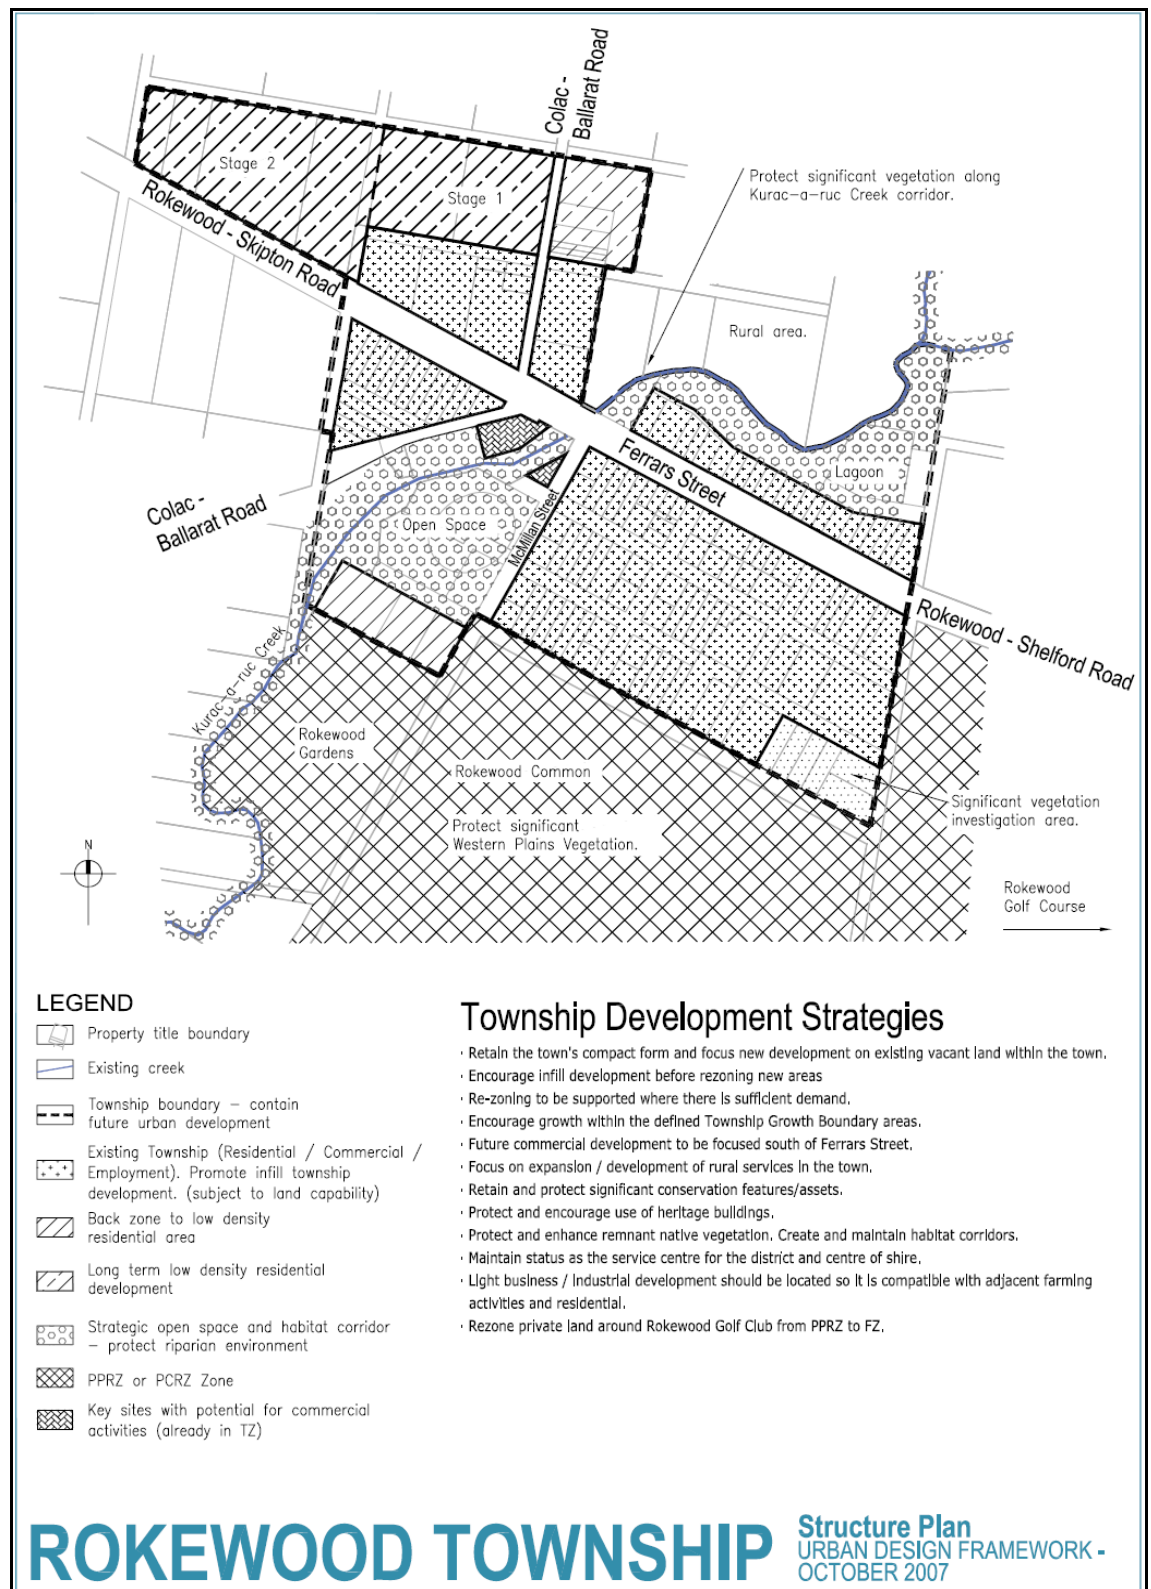 Colac -
Ballarat Road
Stage 2
Stage 1
Protect significant vegetation along
Kurac-a-ruc Creek corridor.
Rokewood - Skipton Road
Rural area.
Ferrars Street
Lagoon
Colac -
Ballarat Road
Open Space
McMillan Street
Rokewood - Shelford Road
Kurac-a-ruc Creek
Rokewood
Gardens
Rokewood Common
Protect significant
Western Plains Vegetation.
Significant vegetation
investigation area.
N
Rokewood
Golf Course
LEGEND
Property title boundary
Existing creek
Township boundary - contain
future urban development
Existing Township (Residential / Commercial /
Employment). Promote infill township
development. (subject to land capability)
Back zone to low density
residential area
Long term low density residential
development
Strategic open space and habitat corridor
- protect riparian environment
PPRZ or PCRZ Zone
Key sites with potential for commercial
activities (already in TZ)
Township Development Strategies
· Retain the town's compact form and focus new development on existing vacant land within the town.
· Encourage infill development before rezoning new areas
· Re-zoning to be supported where there is sufficient demand.
· Encourage growth within the defined Township Growth Boundary areas.
· Future commercial development to be focused south of Ferrars Street.
· Focus on expansion / development of rural services in the town.
· Retain and protect significant conservation features/assets.
· Protect and encourage use of heritage buildings.
· Protect and enhance remnant native vegetation. Create and maintain habitat corridors.
· Maintain status as the service centre for the district and centre of shire.
· Light business / industrial development should be located so it is compatible with adjacent farming
activities and residential.
· Rezone private land around Rokewood Golf Club from PPRZ to FZ.
ROKEWOOD TOWNSHIP
Structure Plan
URBAN DESIGN FRAMEWORK -
OCTOBER 2007